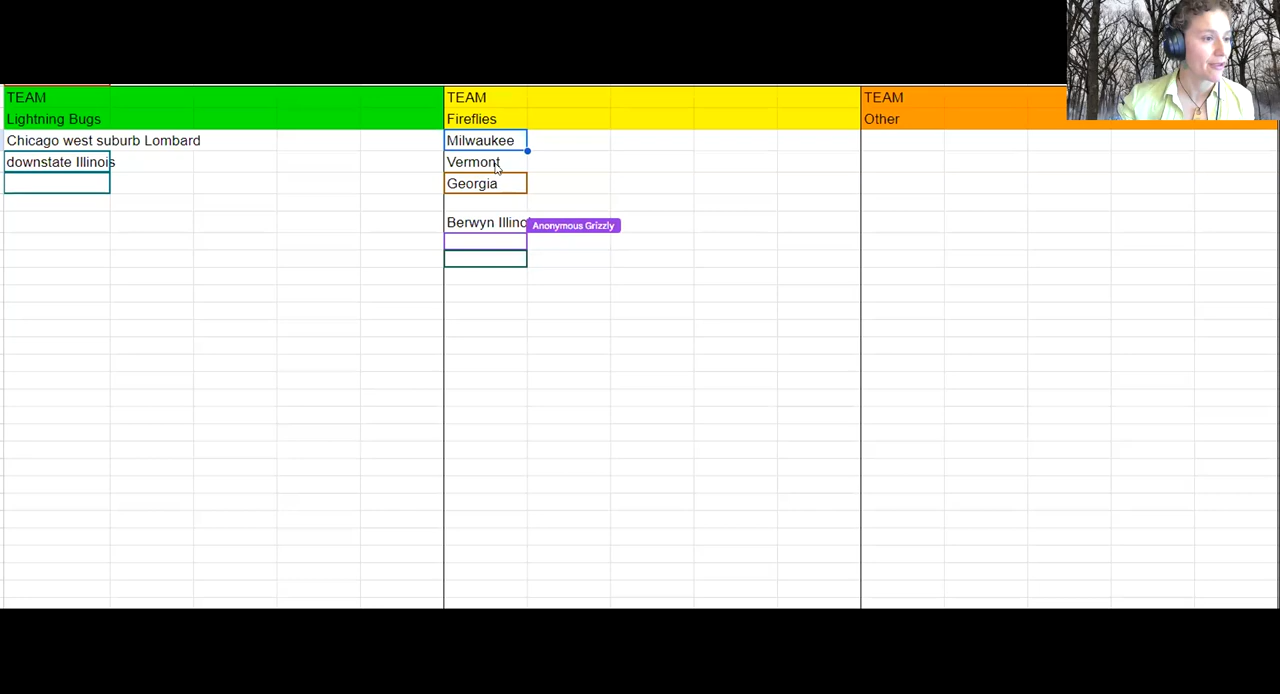 TEAM
Lightning Bugs
Chicago west suburb Lombard
downstate Illinois
TEAM
Fireflies
Milwaukee
Vermont
Georgia
Berwyn Illino
Anonymous Grizzly
TEAM
Other